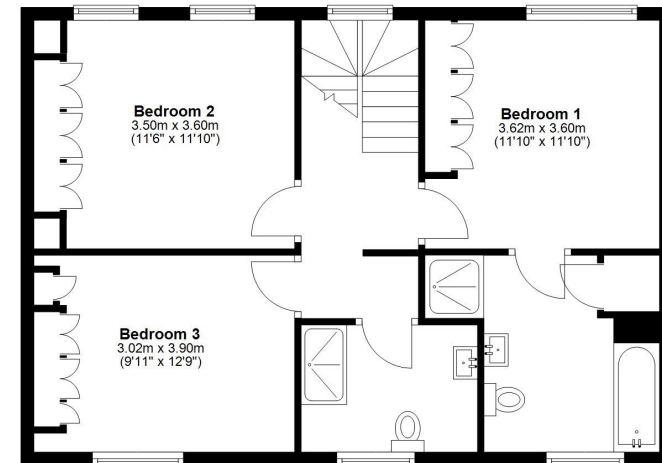 Bedroom 2
3.50m x 3.60m
(11'6" x 11'10")
Bedroom 1
3.62m x 3.60m
(11'10" x 11'10")
Bedroom 3
3.02m x 3.90m
(9'11" x 12'9")